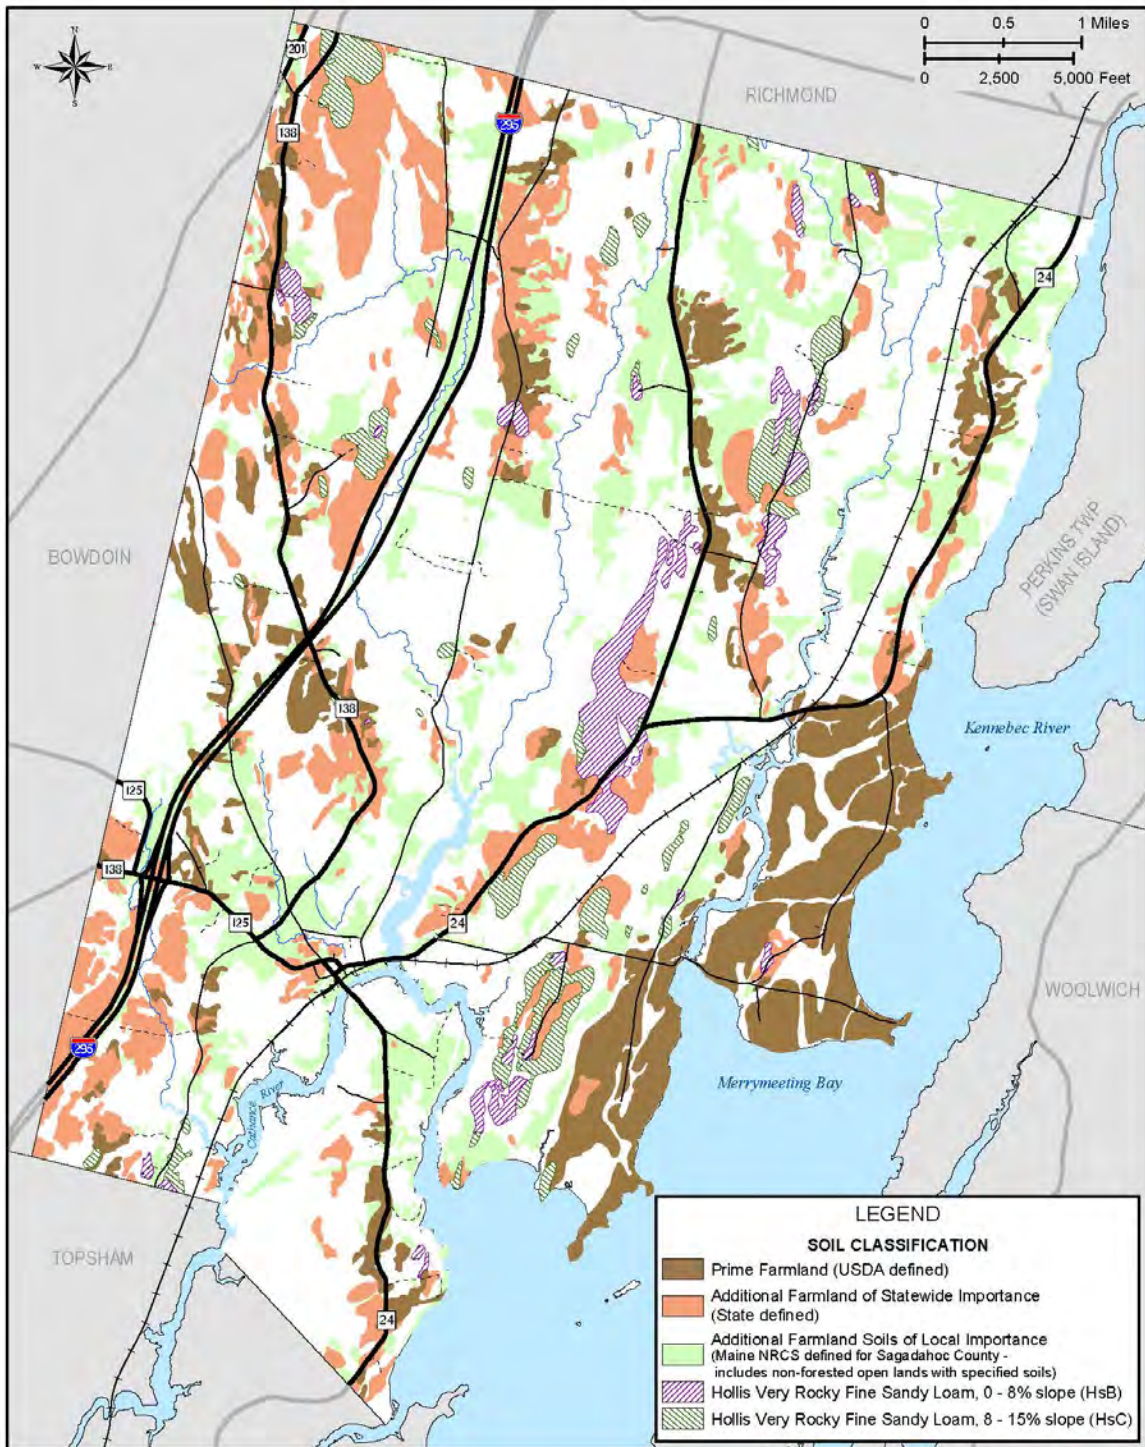 0 0.5 1 Miles
0 2,500 5,000 Feet
N
W E
S
201
RICHMOND
295
138
24
BOWDOIN
PERKINS TWP
(SWAN ISLAND)
138
Kennebec River
125
138
125
24
WOOLWICH
295
Merrymeeting Bay
Cathance River
TOPSHAM
24
LEGEND
SOIL CLASSIFICATION
Prime Farmland (USDA defined)
Additional Farmland of Statewide Importance
(State defined)
Additional Farmland Soils of Local Importance
(Maine NRCS defined for Sagadahoc County -
includes non-forested open lands with specified soils)
Hollis Very Rocky Fine Sandy Loam, 0 - 8% slope (HsB)
Hollis Very Rocky Fine Sandy Loam, 8 - 15% slope (HsC)